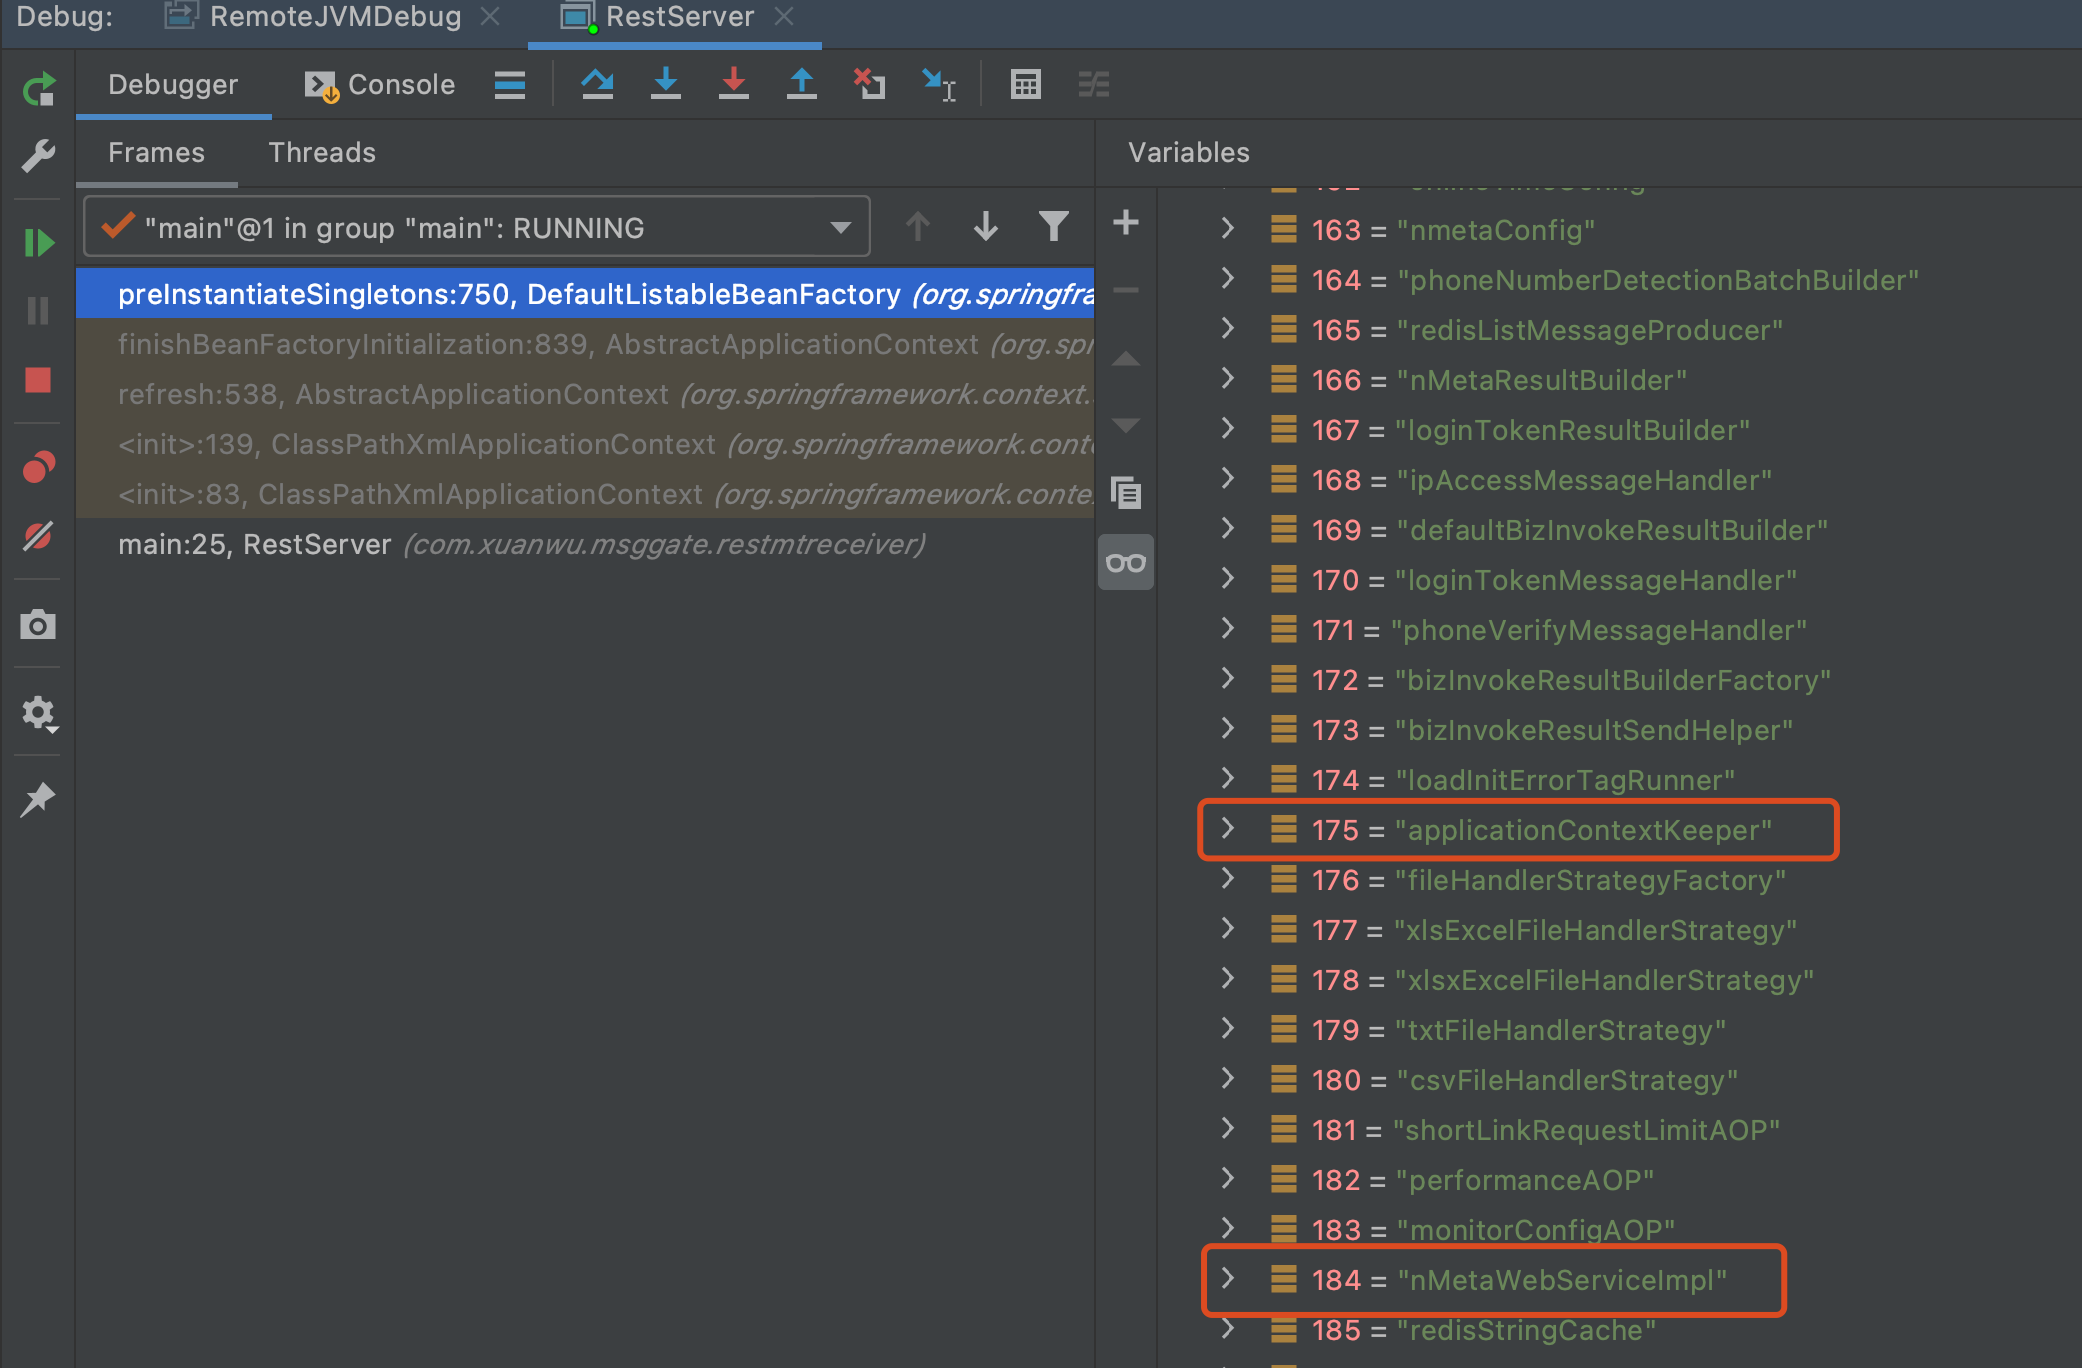 Debug:
RemoteJVMDebug
RestServer
Debugger
Console
Frames
Threads
Variables
"main"@1 in group "main": RUNNING
preInstantiateSingletons:750, DefaultListableBeanFactory (org.springfra
finishBeanFactoryInitialization:839, AbstractApplicationContext (org.spr
refresh:538, AbstractApplicationContext (org.springframework.context.
<init>:139, ClassPathXmlApplicationContext (org.springframework.conte
<init>:83, ClassPathXmlApplicationContext (org.springframework.conte
main:25, RestServer (com.xuanwu.msggate.restmtreceiver)
163 = "nmetaConfig"
164 = "phoneNumberDetectionBatchBuilder"
165 = "redisListMessageProducer"
166 = "nMetaResultBuilder"
167 = "loginTokenResultBuilder"
168 = "ipAccessMessageHandler"
169 = "defaultBizInvokeResultBuilder"
170 = "loginTokenMessageHandler"
171 = "phoneVerifyMessageHandler"
172 = "bizInvokeResultBuilderFactory"
173 = "bizInvokeResultSendHelper"
174 = "loadInitErrorTagRunner"
175 = "applicationContextKeeper"
176 = "fileHandlerStrategyFactory"
177 = "xlsExcelFileHandlerStrategy"
178 = "xlsxExcelFileHandlerStrategy"
179 = "txtFileHandlerStrategy"
180 = "csvFileHandlerStrategy"
181 = "shortLinkRequestLimitAOP"
182 = "performanceAOP"
183 = "monitorConfigAOP"
184 = "nMetaWebServiceImpl"
185 = "redisStringCache"